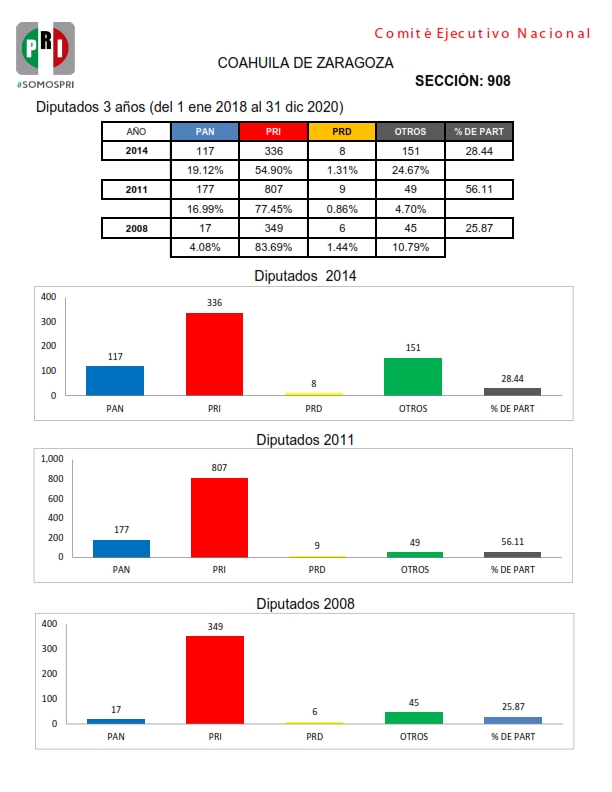 PRI
#SOMOSPRI
Comité Ejecutivo Nacional
COAHUILA DE ZARAGOZA
SECCIÓN: 908
Diputados 3 años (del 1 ene 2018 al 31 dic 2020)
AÑO PAN PRI PRD OTROS % DE PART
2014 117 336 8 151 28.44
19.12% 54.90% 1.31% 24.67%
2011 177 807 9 49 56.11
16.99% 77.45% 0.86% 4.70%
2008 17 349 6 45 25.87
4.08% 83.69% 1.44% 10.79%
Diputados 2014
400
300
200
100
0
117 336 8 151 28.44
PAN PRI PRD OTROS % DE PART
Diputados 2011
1,000
800
600
400
200
0
177 807 9 49 56.11
PAN PRI PRD OTROS % DE PART
Diputados 2008
400
300
200
100
0
17 349 6 45 25.87
PAN PRI PRD OTROS % DE PART